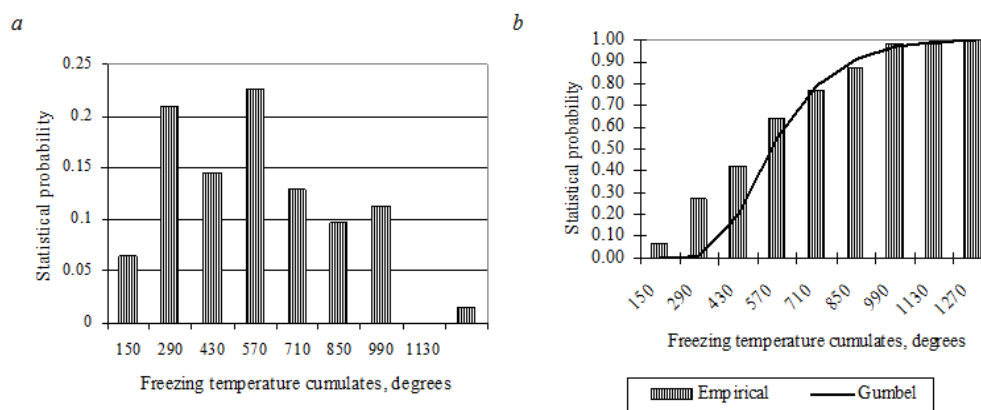 a
Statistical probability
0.25
0.2
0.15
0.1
0.05
0
150 290 430 570 710 850 990 1130
Freezing temperature cumulates, degrees
b
Statistical probability
1.00
0.90
0.80
0.70
0.60
0.50
0.40
0.30
0.20
0.10
0.00
150 290 430 570 710 850 990 1130 1270
Freezing temperature cumulates, degrees
Empirical Gumbel